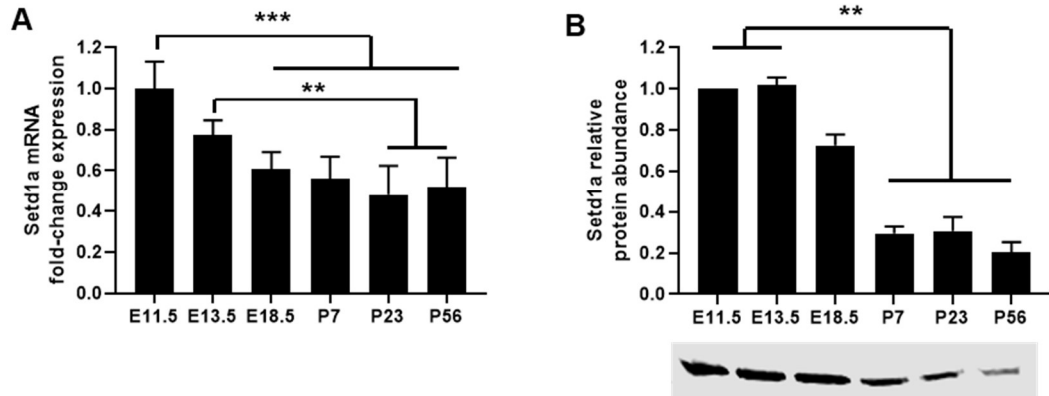 A
***
Setd1a mRNA
fold-change expression
1.2
1.0
0.8
0.6
0.4
0.2
0.0
**
E11.5 E13.5 E18.5 P7 P23 P56
B
**
Setd1a relative
protein abundance
1.2
1.0
0.8
0.6
0.4
0.2
0.0
E11.5 E13.5 E18.5 P7 P23 P56